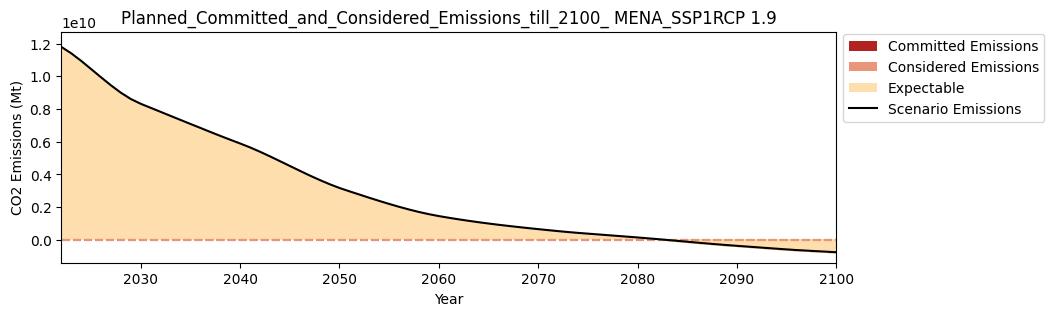 Planned_Committed_and_Considered_Emissions_till_2100_ MENA_SSP1RCP 1.9
1e10
1.2
1.0
0.8
0.6
0.4
0.2
0.0
CO2 Emissions (Mt)
2030 2040 2050 2060 2070 2080 2090 2100
Year
Committed Emissions
Considered Emissions
Expectable
Scenario Emissions